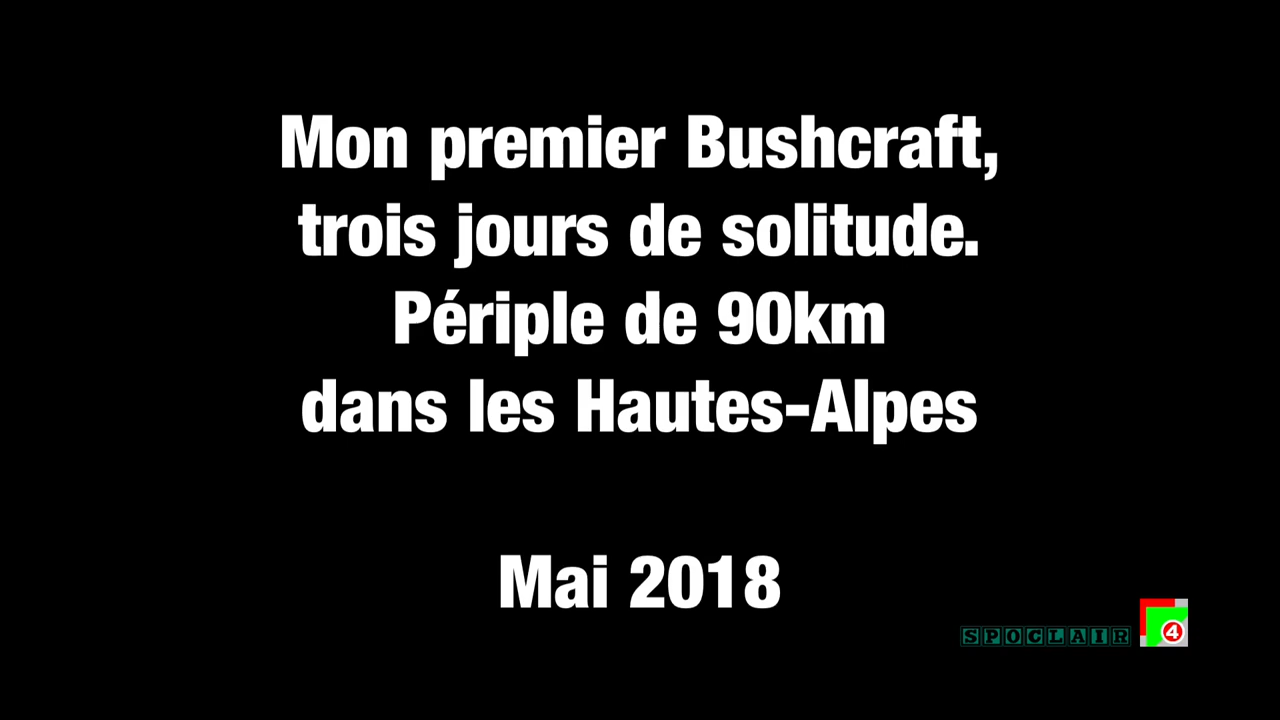 Mon premier Bushcraft,
trois jours de solitude.
Périple de 90km
dans les Hautes-Alpes
Mai 2018
SPOCLAIR
4